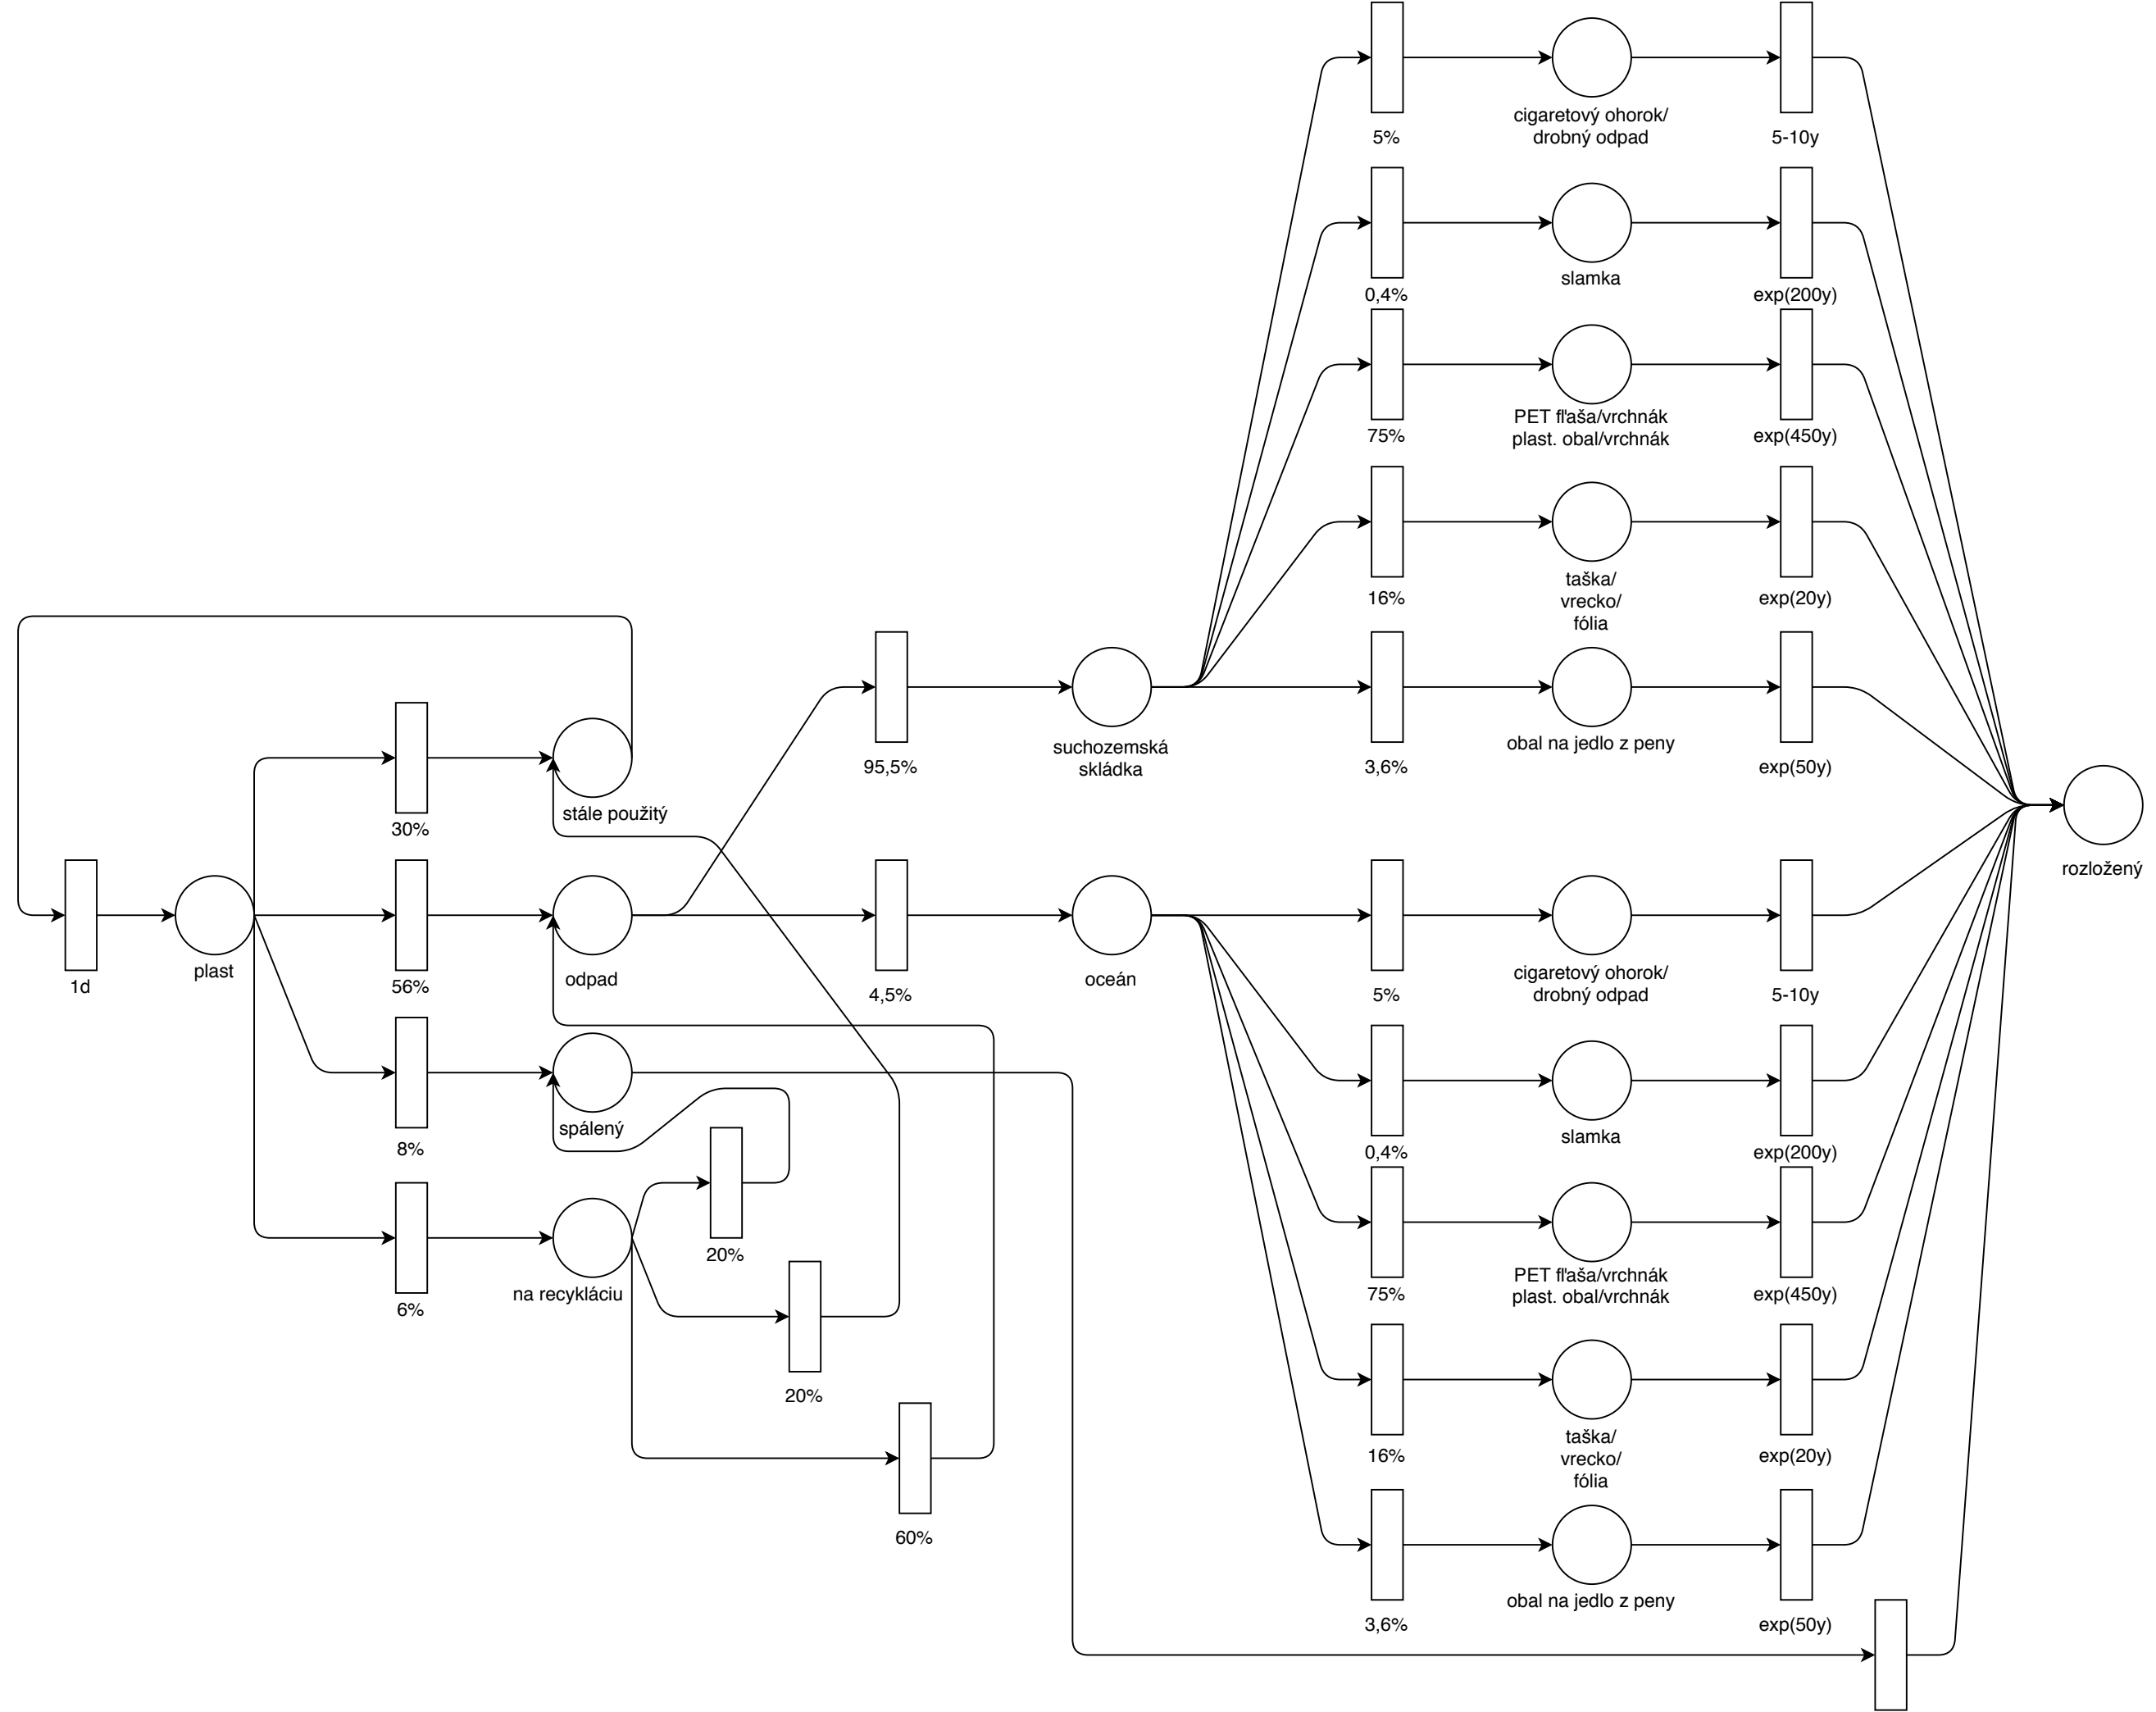 5%
cigaretový ohorok/
drobný odpad
5-10y
0,4%
slamka
exp(200y)
75%
PET fľaša/vrchnák
plast. obal/vrchnák
exp(450y)
16%
taška/
vrecko/
fólia
exp(20y)
95,5%
suchozemská
skládka
3,6%
obal na jedlo z peny
exp(50y)
30%
stále použitý
rozložený
1d
plast
56%
odpad
4,5%
oceán
5%
cigaretový ohorok/
drobný odpad
5-10y
8%
spálený
0,4%
slamka
exp(200y)
6%
na recykláciu
20%
75%
PET fľaša/vrchnák
plast. obal/vrchnák
exp(450y)
20%
16%
taška/
vrecko/
fólia
exp(20y)
60%
3,6%
obal na jedlo z peny
exp(50y)